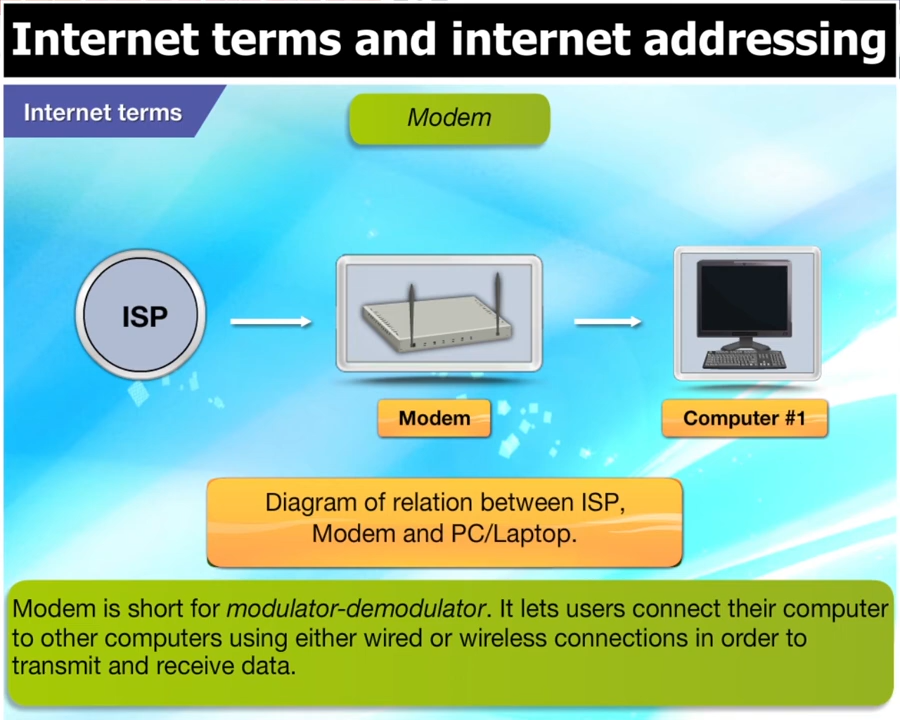 Internet terms and internet addressing
Internet terms
Modem
ISP
Modem
Computer #1
Diagram of relation between ISP,
Modem and PC/Laptop.
Modem is short for modulator-demodulator. It lets users connect their computer
to other computers using either wired or wireless connections in order to
transmit and receive data.